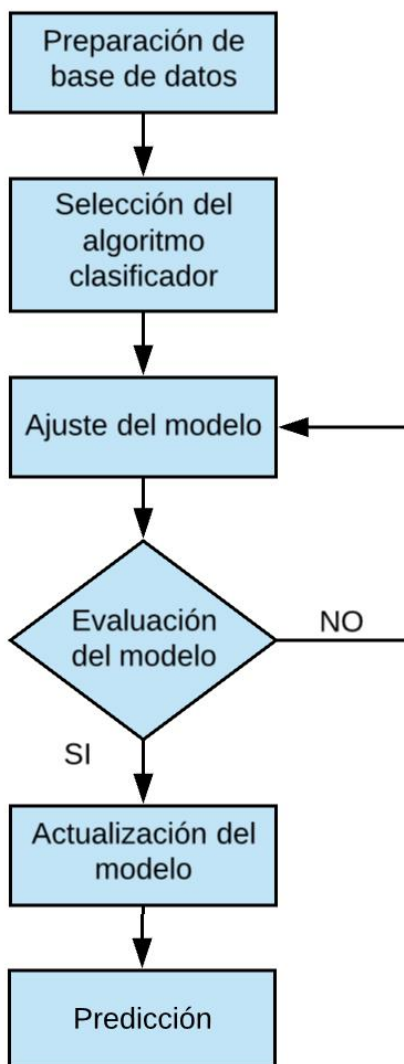 Preparación de
base de datos
Selección del
algoritmo
clasificador
Ajuste del modelo
Evaluación
del modelo
NO
SI
Actualización del
modelo
Predicción